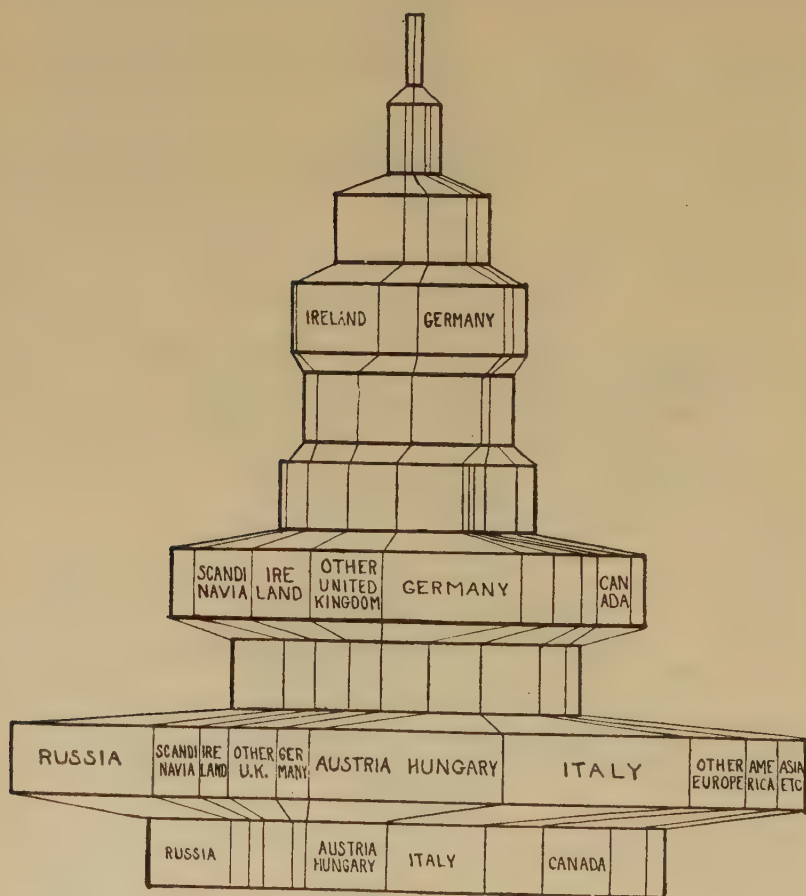 IRELAND GERMANY
SCANDI
NAVIA
IRE
LAND
OTHER
UNITED
KINGDOM
GERMANY
CAN
ADA
RUSSIA
SCANDI
NAVIA
IRE
LAND
OTHER
U.K.
GER
MANY
AUSTRIA HUNGARY
ITALY
OTHER
EUROPE
AME
RICA
ASIA
ETC
RUSSIA
AUSTRIA
HUNGARY
ITALY
CANADA